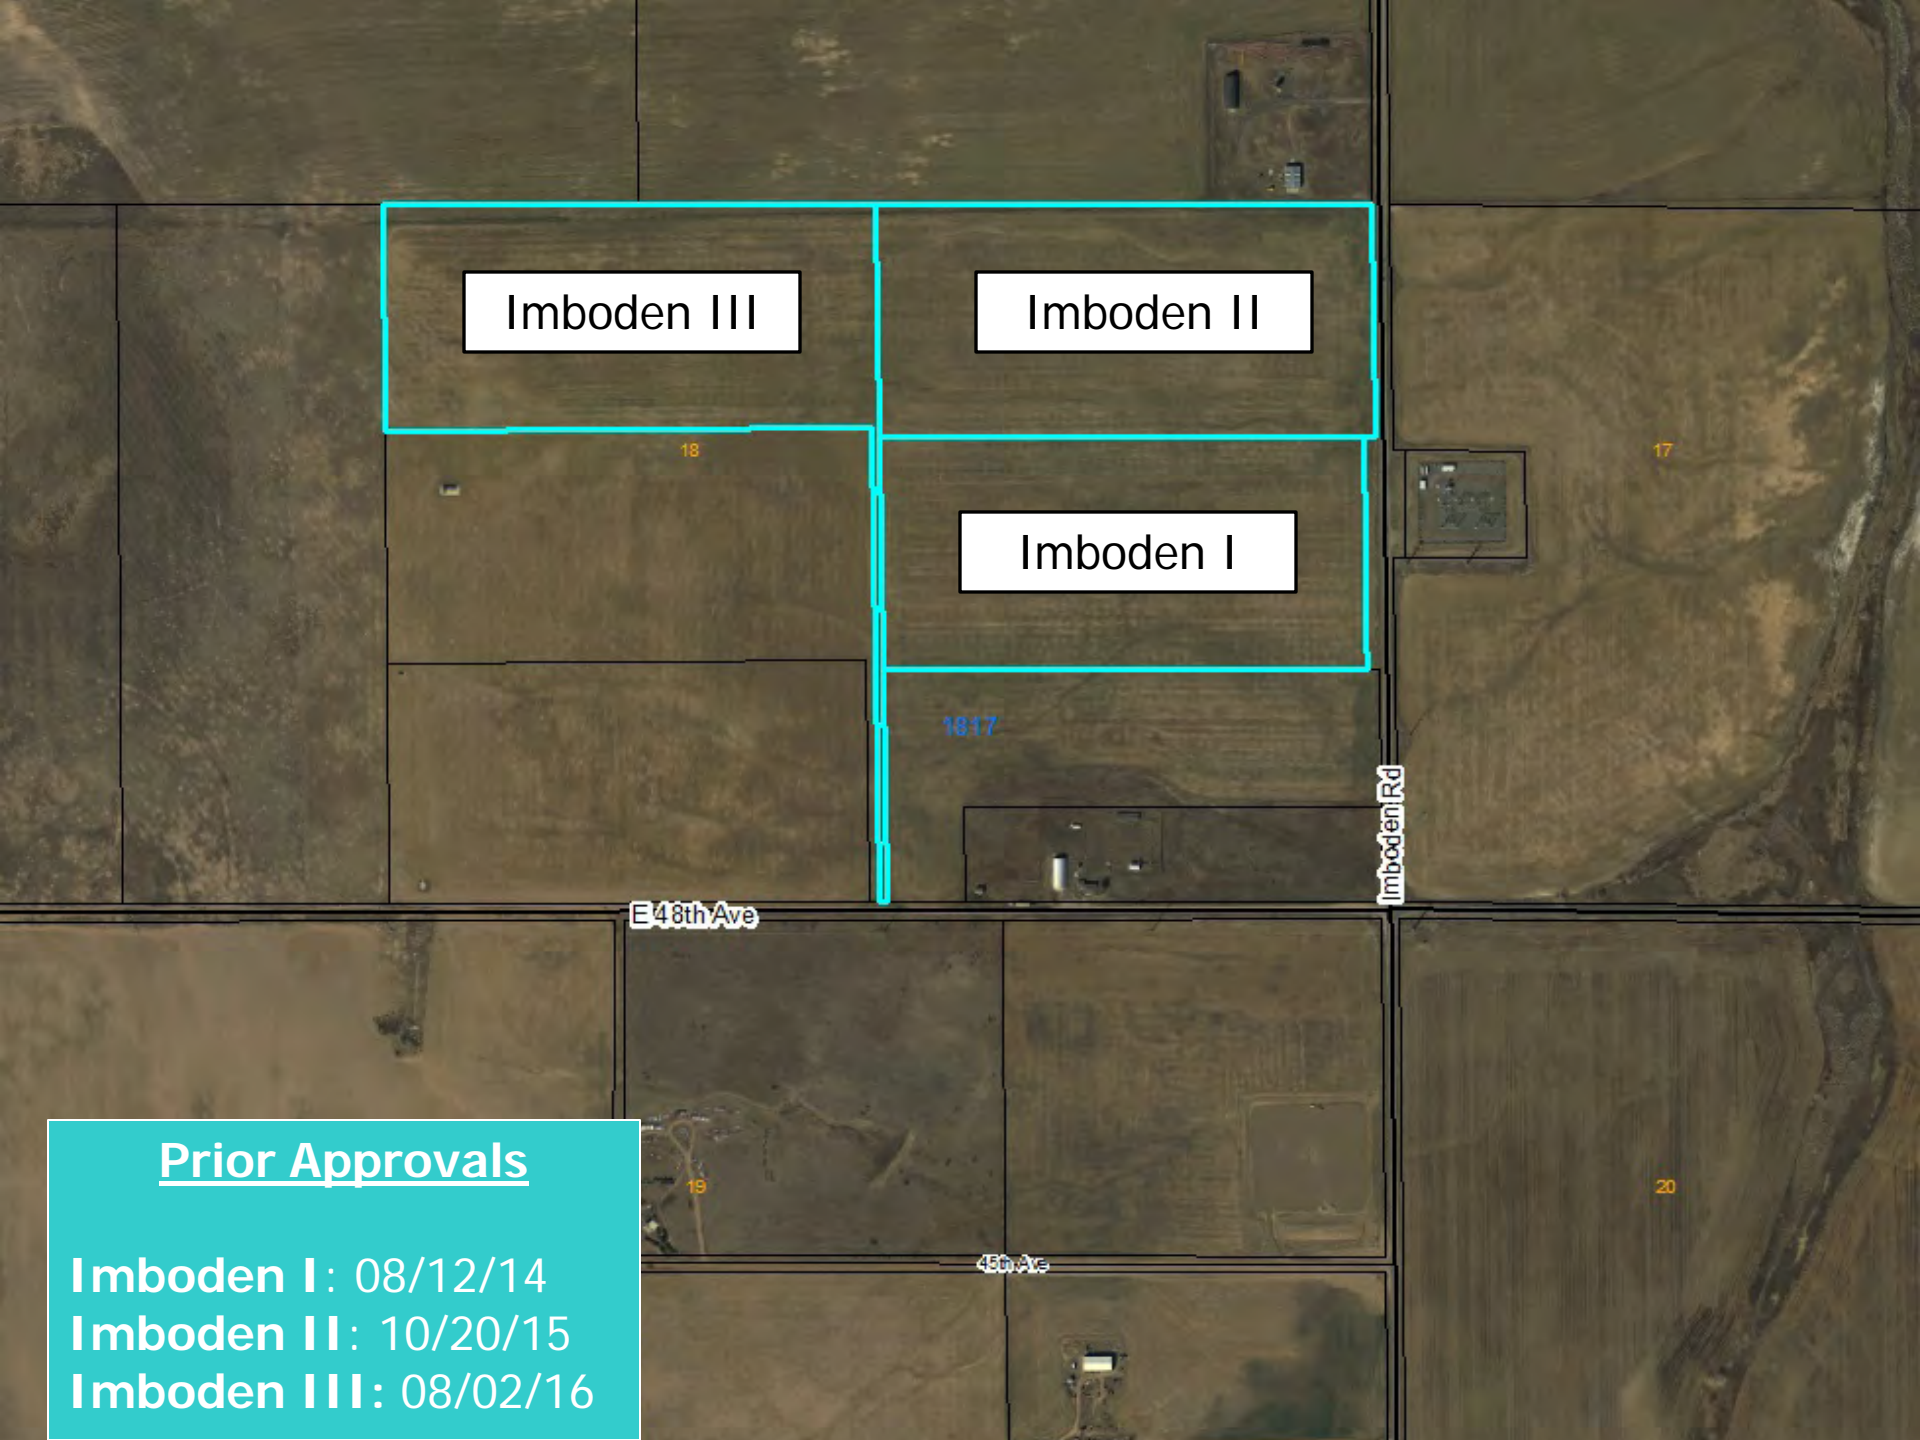 Imboden III
Imboden II
18
17
Imboden I
1817
Imboden Rd
E 48th Ave
Prior Approvals
19
20
45th Ave
Imboden I: 08/12/14
Imboden II: 10/20/15
Imboden III: 08/02/16